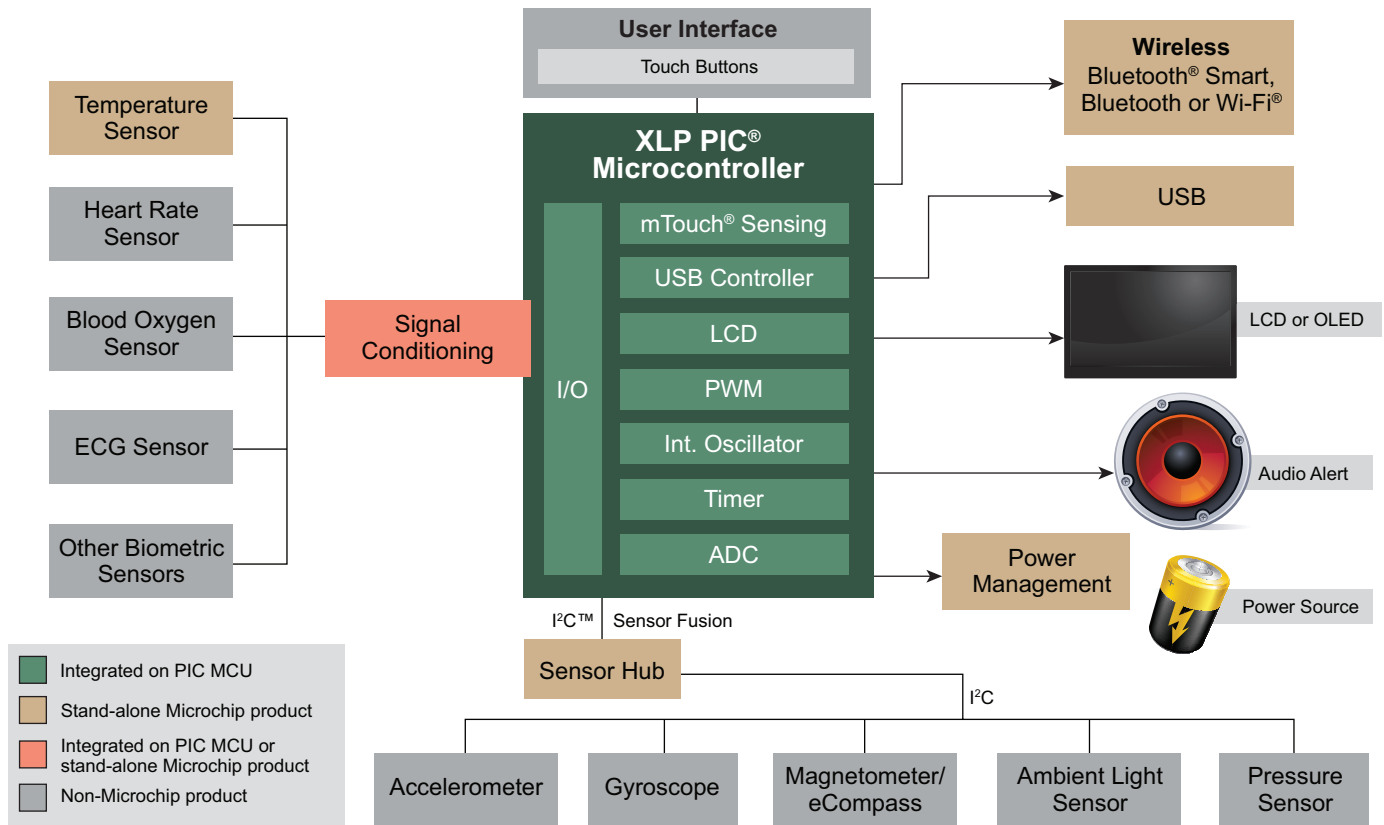 User Interface
Touch Buttons
Wireless
Bluetooth® Smart,
Bluetooth or Wi-Fi®
Temperature
Sensor
Heart Rate
Sensor
Blood Oxygen
Sensor
ECG Sensor
Other Biometric
Sensors
Signal
Conditioning
XLP PIC®
Microcontroller
I/O
mTouch® Sensing
USB Controller
LCD
PWM
Int. Oscillator
Timer
ADC
USB
LCD or OLED
Audio Alert
Power
Management
Power Source
I²C™ Sensor Fusion
Sensor Hub
I²C
Accelerometer
Gyroscope
Magnetometer/
eCompass
Ambient Light
Sensor
Pressure
Sensor
Integrated on PIC MCU
Stand-alone Microchip product
Integrated on PIC MCU or
stand-alone Microchip product
Non-Microchip product